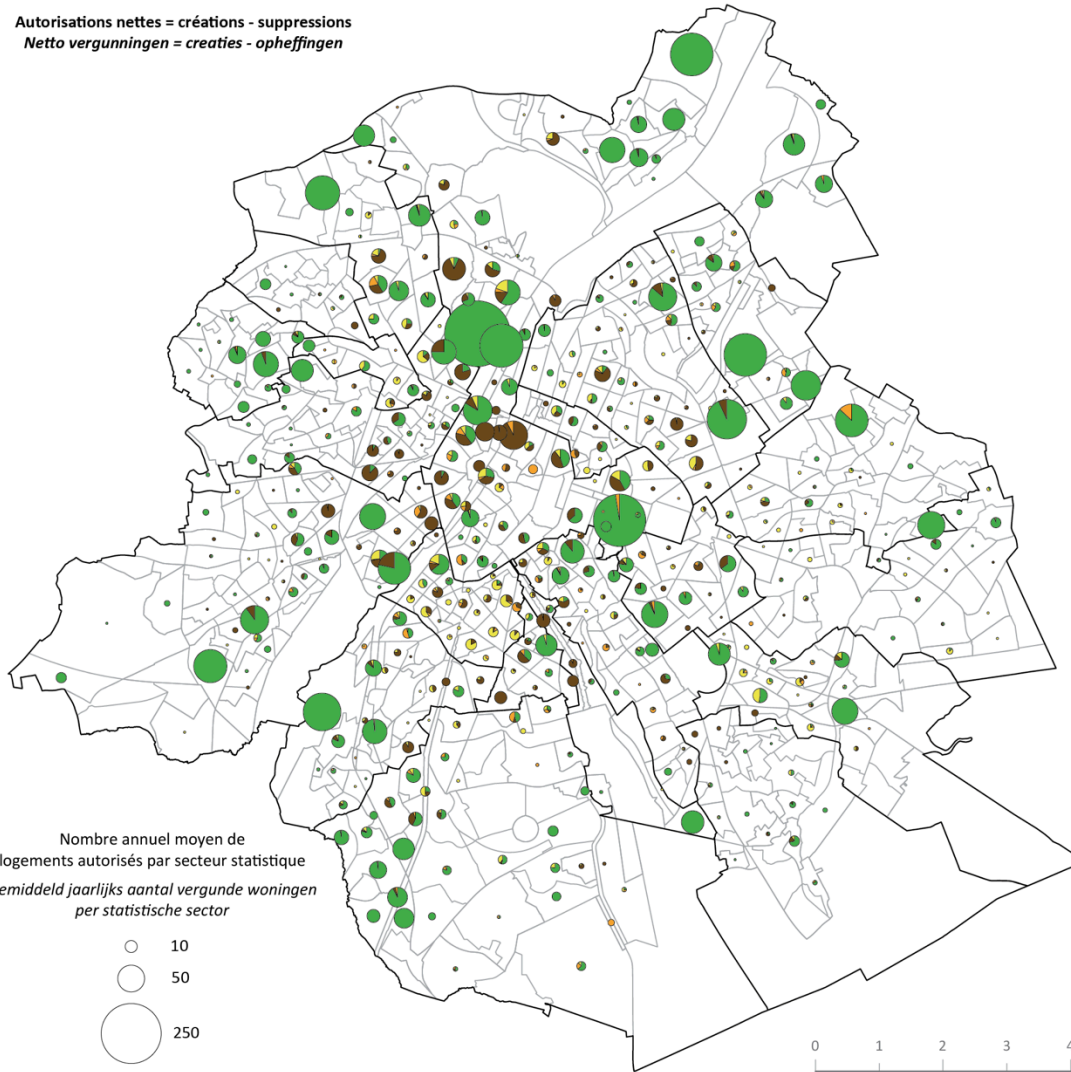 Autorisations nettes = créations - suppressions
Netto vergunningen = creaties - opheffingen
Nombre annuel moyen de
logements autorisés par secteur statistique
emiddeld jaarlijks aantal vergunde woningen
per statistische sector
10
50
250
0 1 2 3 4